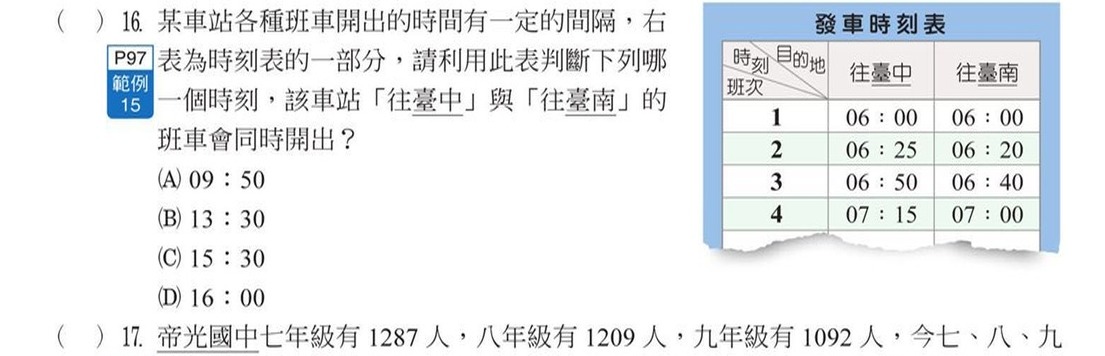 (　) 16. 某車站各種班車開出的時間有一定的間隔，右
P97 表為時刻表的一部分，請利用此表判斷下列哪
範例
15 一個時刻，該車站「往臺中」與「往臺南」的
班車會同時開出？
(A) 09：50
(B) 13：30
(C) 15：30
(D) 16：00
發車時刻表
時刻 目的地 班次 往臺中 往臺南
1 06：00 06：00
2 06：25 06：20
3 06：50 06：40
4 07：15 07：00
(　) 17. 帝光國中七年級有 1287 人，八年級有 1209 人，九年級有 1092 人，今七、八、九